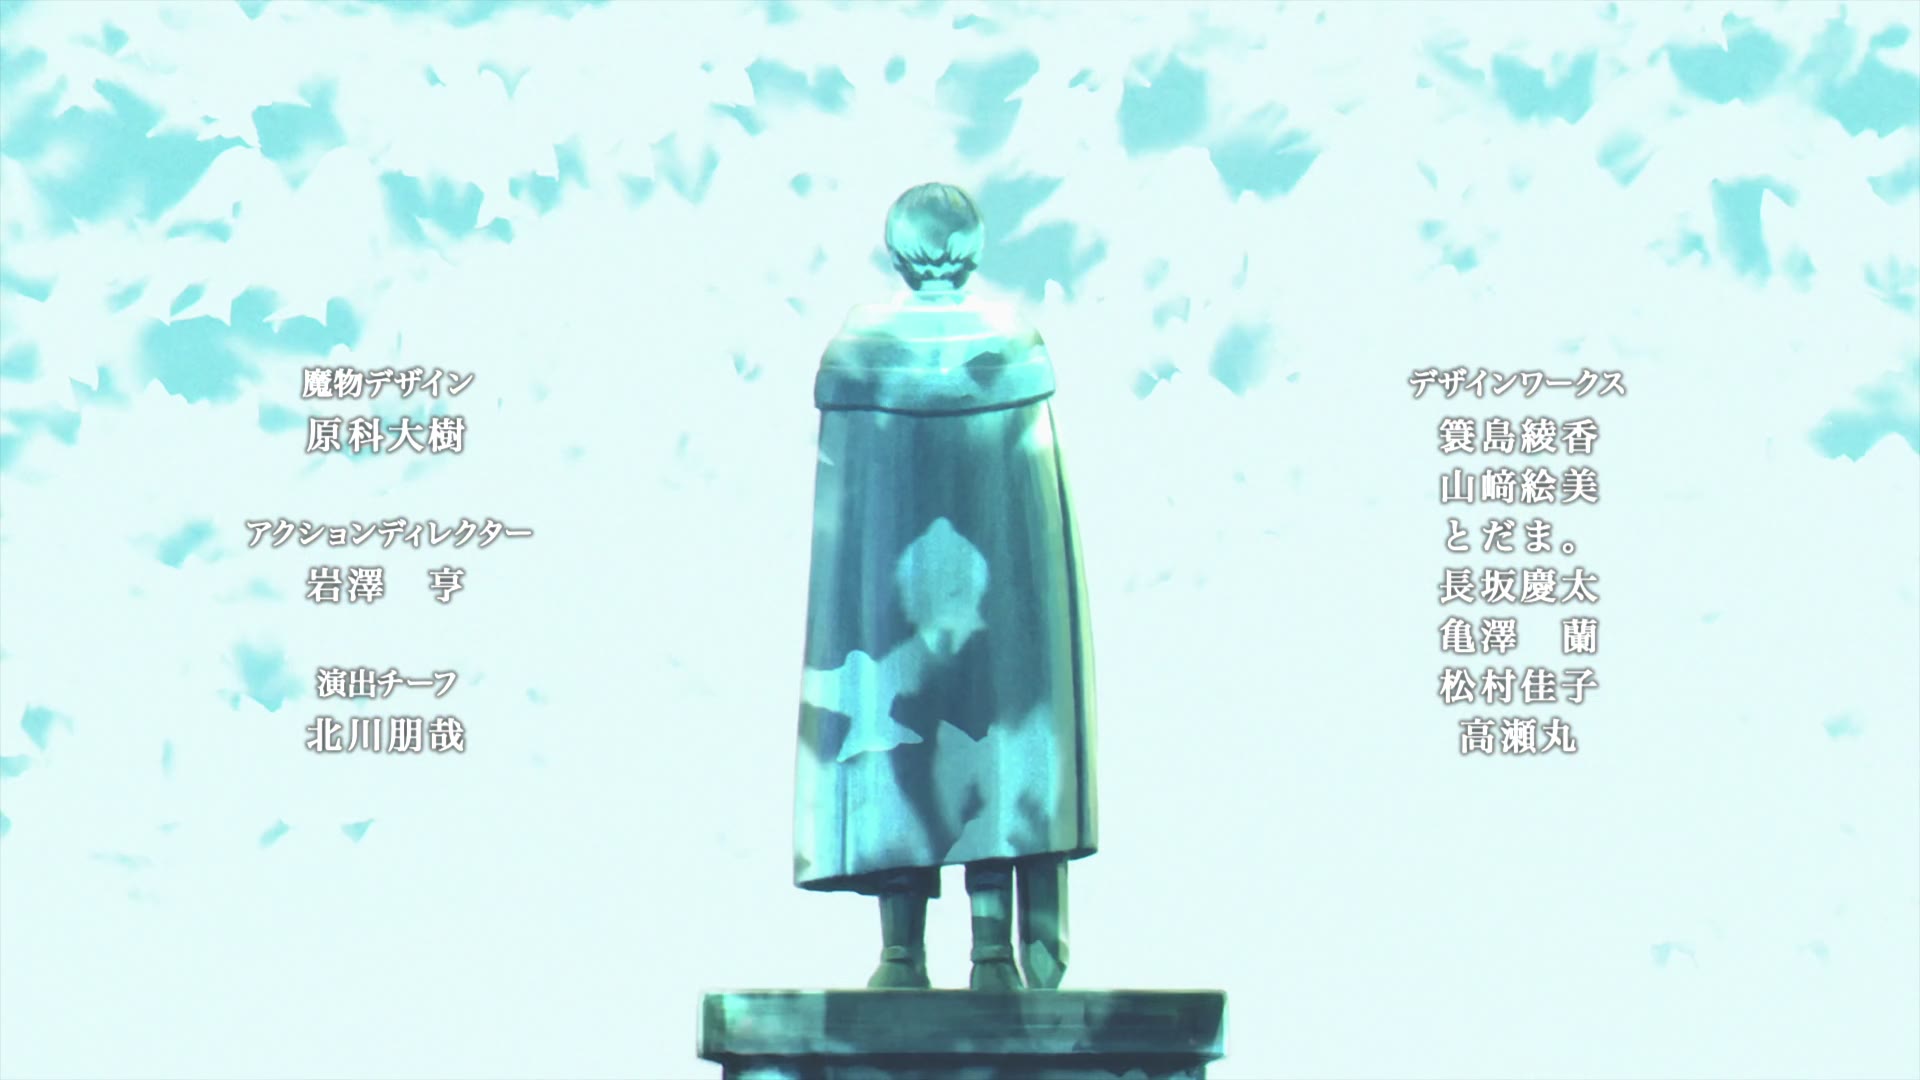 魔物デザイン
原科大樹
アクションディレクター
岩澤　亨
演出チーフ
北川朋哉
デザインワークス
簑島綾香
山﨑絵美
とだま。
長坂慶太
亀澤　蘭
松村佳子
高瀬丸